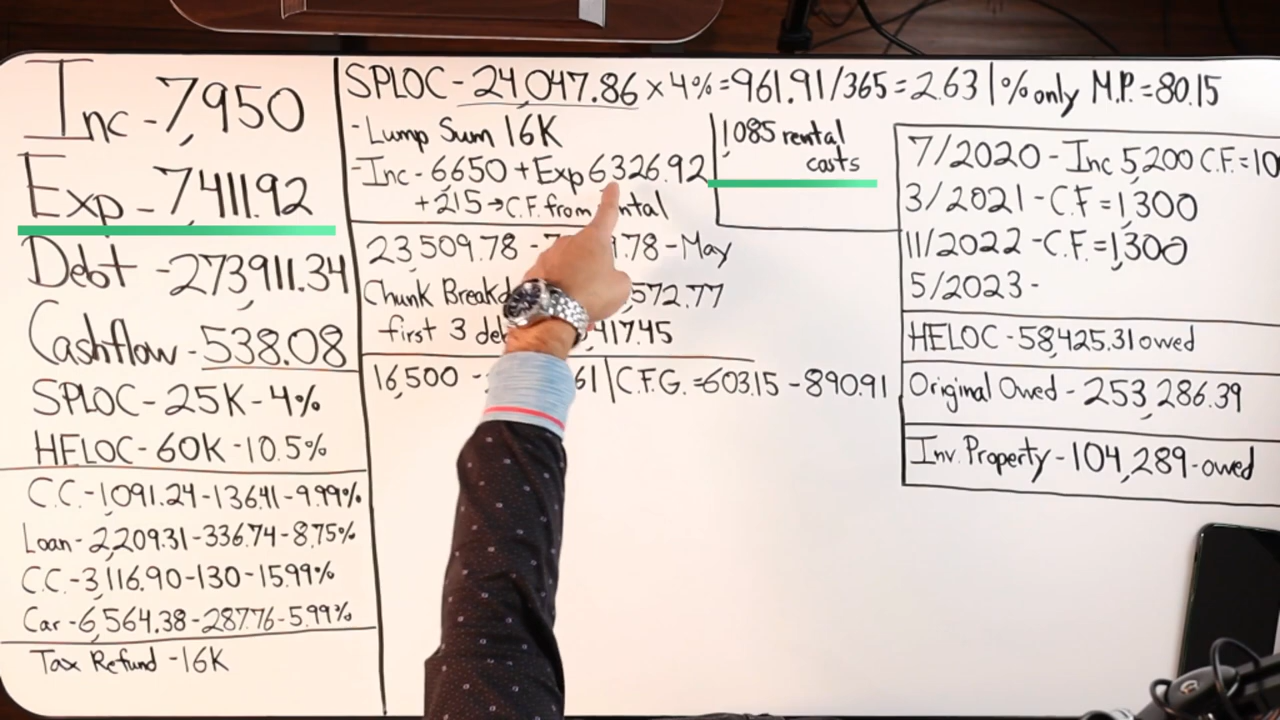 Inc - 7,950
Exp - 7,411.92
Debt - 273,911.34
Cashflow - 538.08
SPLOC - 25K - 4%
HELOC - 60K - 10.5%
C.C. - 1,091.24 - 136.41 - 9.99%
Loan - 2,209.31 - 336.74 - 8.75%
C.C. - 3,116.90 - 130 - 15.99%
Car - 6,564.38 - 287.76 - 5.99%
Tax Refund - 16K
SPLOC - 24,047.86 x 4% = 961.91/365 = 2.63 | % only M.P. = 80.15
- Lump Sum 16K
- Inc - 6650 + Exp 6326.92
+ 215 → C.F. from
23,509.78 - .78 - May
Chunk 572.77
first 3 417.45
16,500 - 61 | C.F.G. = 603.15 - 890.91
1,085 rental
costs
7/2020 - Inc 5,200 C.F. = 10
3/2021 - C.F = 1,300
11/2022 - C.F. = 1,300
5/2023 -
HELOC - 58,425.31 owed
Original Owed - 253,286.39
Inv. Property - 104,289 - owed